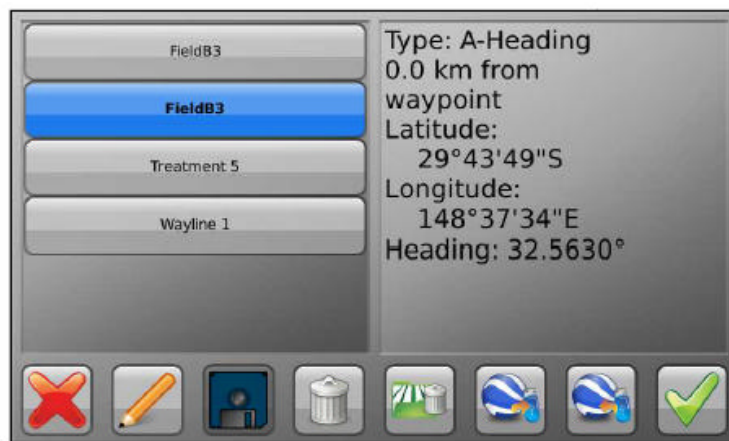 FieldB3
FieldB3
Treatment 5
Wayline 1
Type: A-Heading
0.0 km from
waypoint
Latitude:
29°43'49"S
Longitude:
148°37'34"E
Heading: 32.5630°